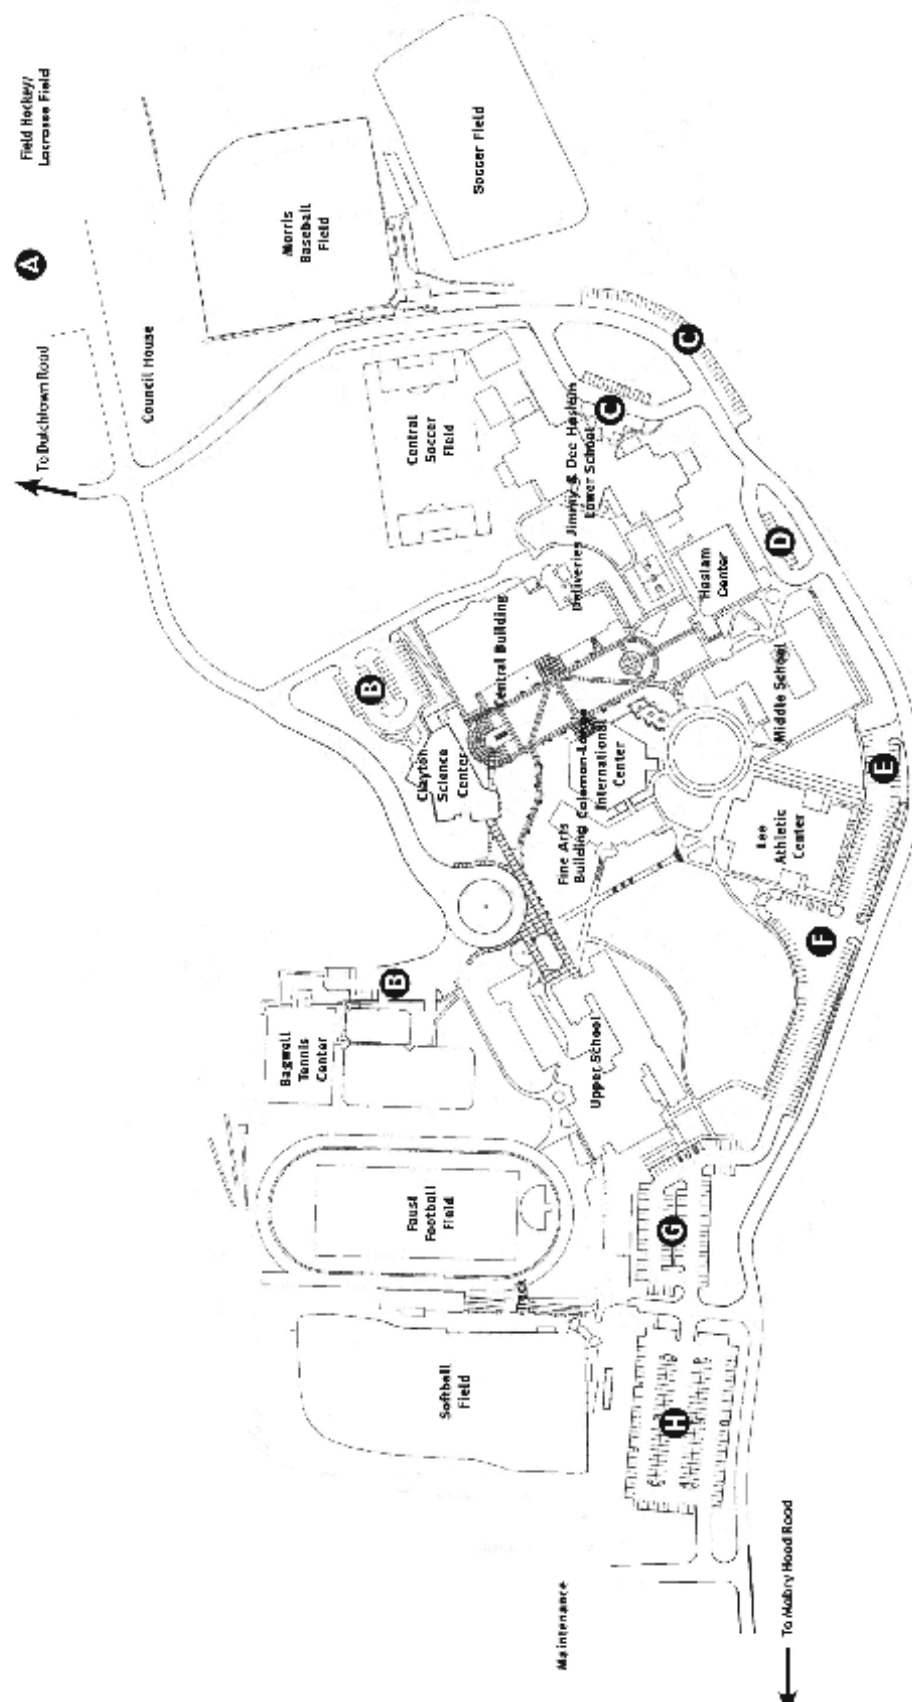 Field Hockey/
Lacrosse Field
A
To Dutchtown Road
Council House
Morris
Baseball
Field
Soccer Field
Central
Soccer
Field
C
C
Jimmy & Dee Haslam
Lower School
Deliveries
D
Haslam
Center
Central Building
B
Clayton
Science
Center
Middle School
Coleman-Lange
International
Center
Fine Arts
Building
E
Lee
Athletic
Center
F
B
Bagwell
Tennis
Center
Upper School
Faust
Football
Field
G
Track
Softball
Field
H
Maintenance
To Mabry Hood Road